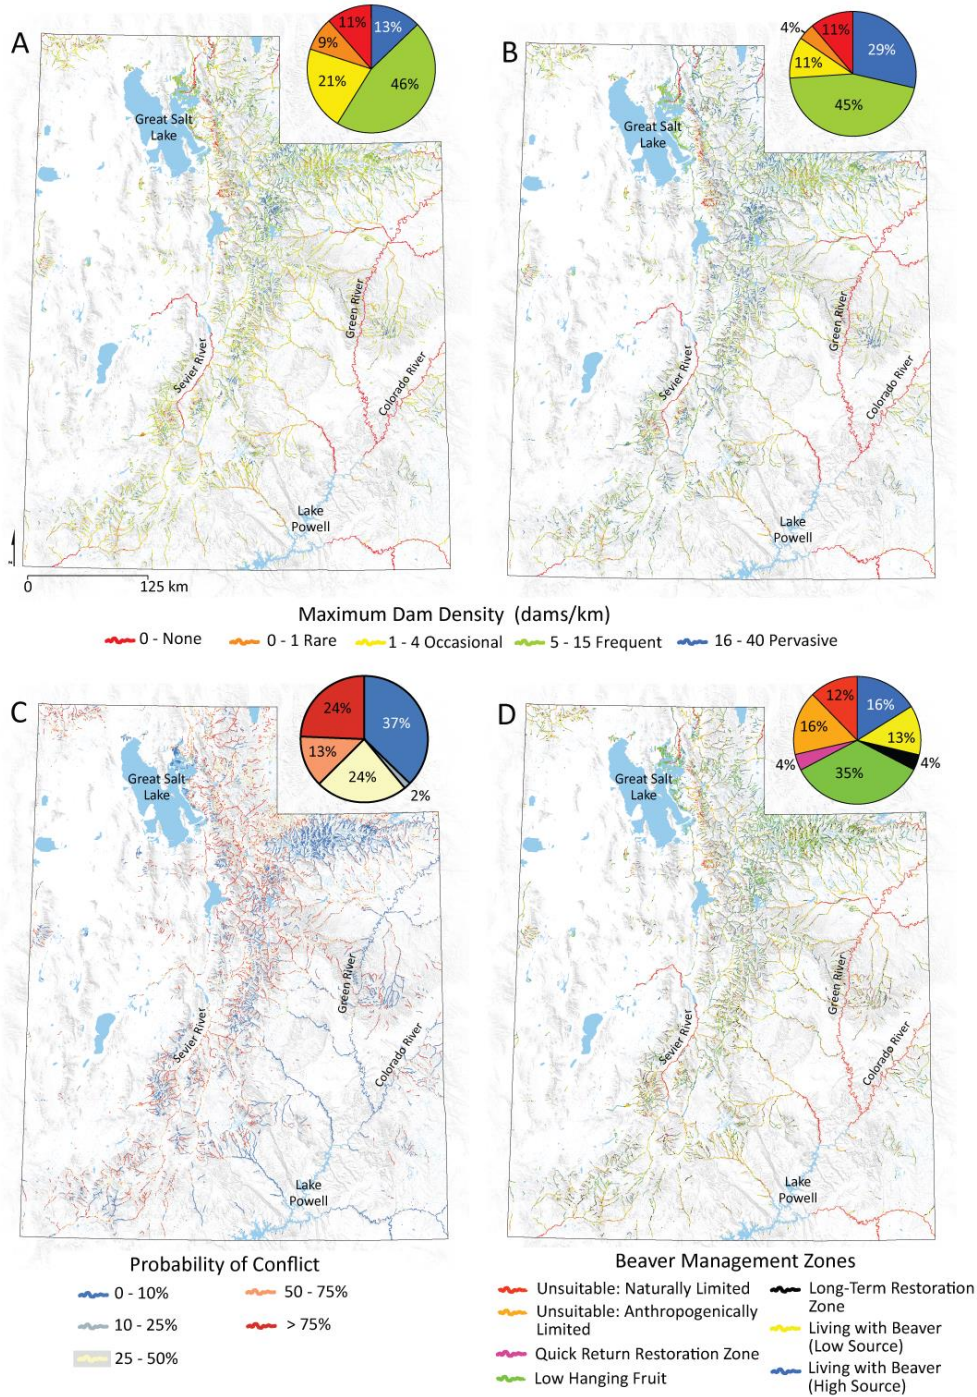 A
11%
13%
9%
21%
46%
Great Salt
Lake
Green River
Sevier River
Colorado River
Lake
Powell
0
125 km
B
4%
11%
29%
11%
45%
Great Salt
Lake
Green River
Sevier River
Colorado River
Lake
Powell
Maximum Dam Density (dams/km)
0 - None
0 - 1 Rare
1 - 4 Occasional
5 - 15 Frequent
16 - 40 Pervasive
C
24%
37%
13%
24%
2%
Great Salt
Lake
Green River
Sevier River
Colorado River
Lake
Powell
D
12%
16%
16%
13%
4%
4%
35%
Great Salt
Lake
Green River
Sevier River
Colorado River
Lake
Powell
Probability of Conflict
0 - 10%
50 - 75%
10 - 25%
> 75%
25 - 50%
Beaver Management Zones
Unsuitable: Naturally Limited
Unsuitable: Anthropogenically
Limited
Quick Return Restoration Zone
Low Hanging Fruit
Long-Term Restoration
Zone
Living with Beaver
(Low Source)
Living with Beaver
(High Source)